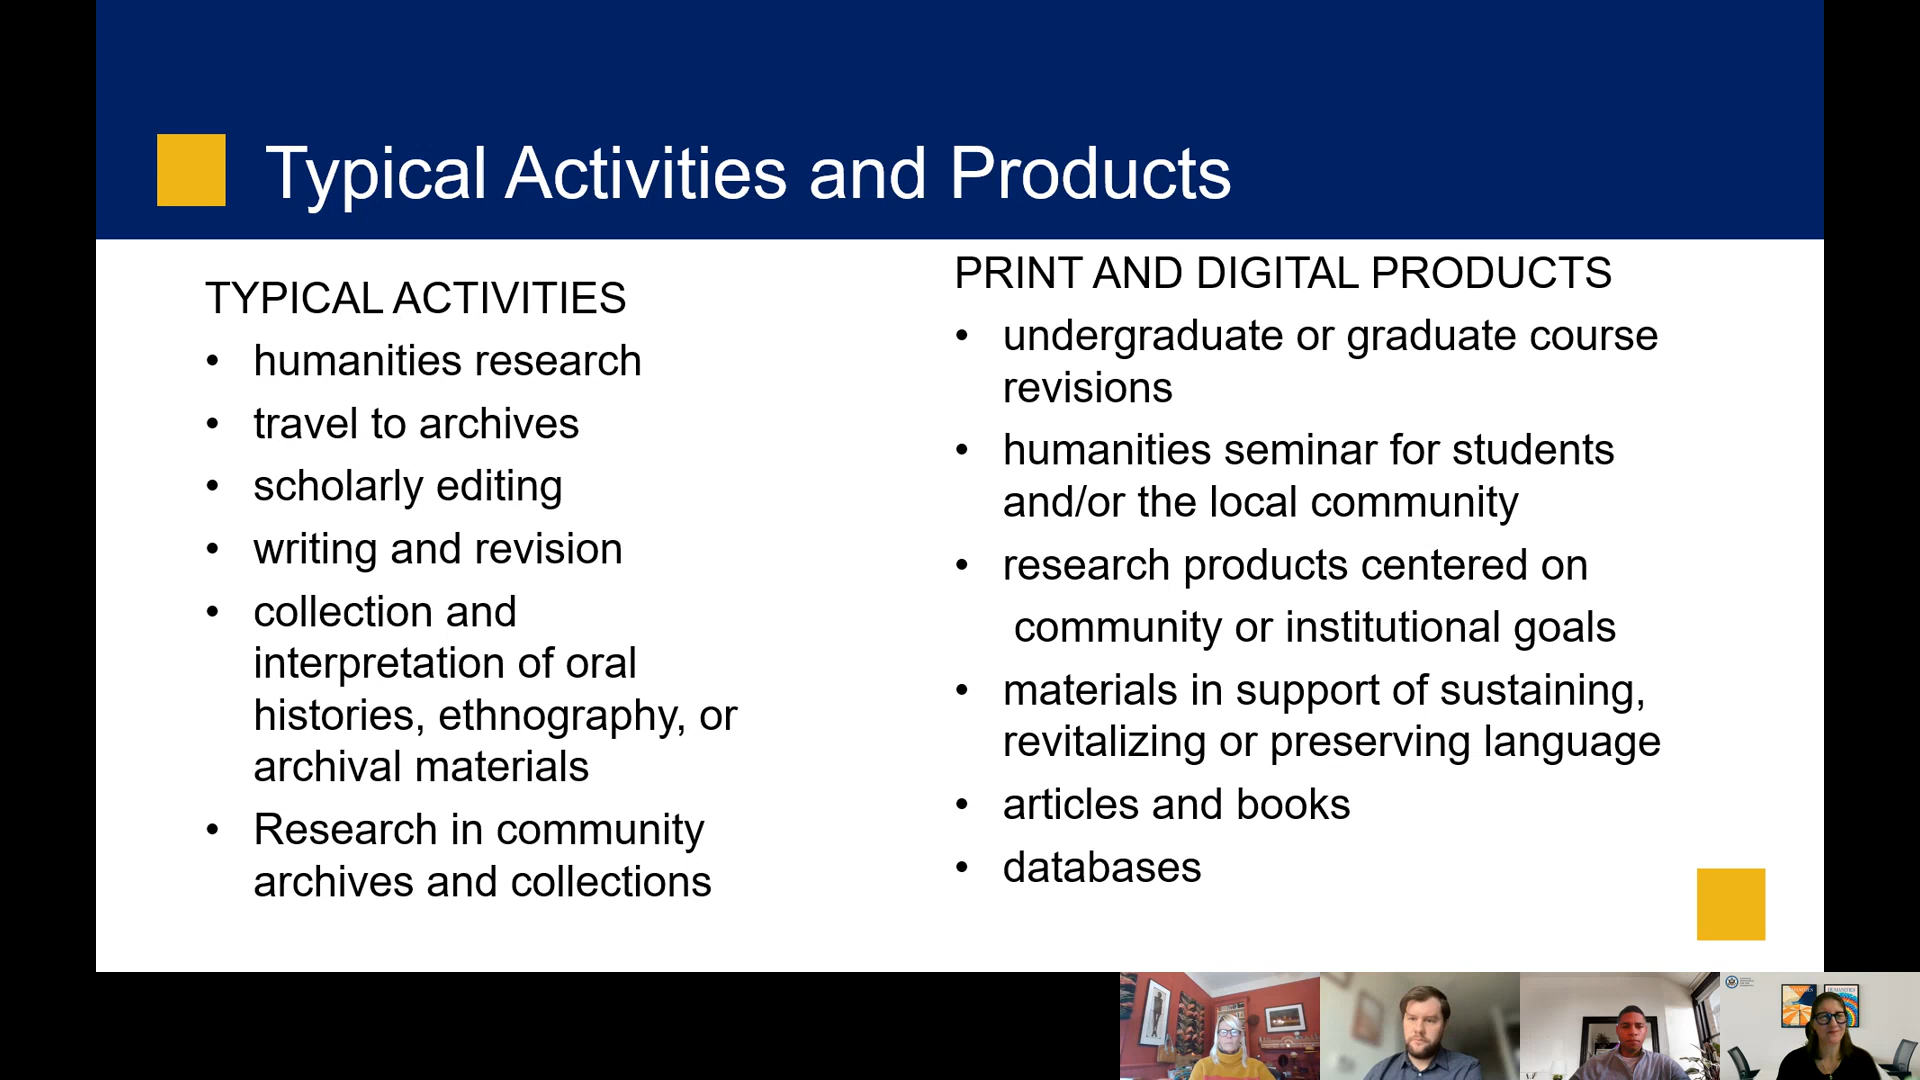 Typical Activities and Products
TYPICAL ACTIVITIES
• humanities research
• travel to archives
• scholarly editing
• writing and revision
• collection and
interpretation of oral
histories, ethnography, or
archival materials
• Research in community
archives and collections
PRINT AND DIGITAL PRODUCTS
• undergraduate or graduate course
revisions
• humanities seminar for students
and/or the local community
• research products centered on
community or institutional goals
• materials in support of sustaining,
revitalizing or preserving language
• articles and books
• databases